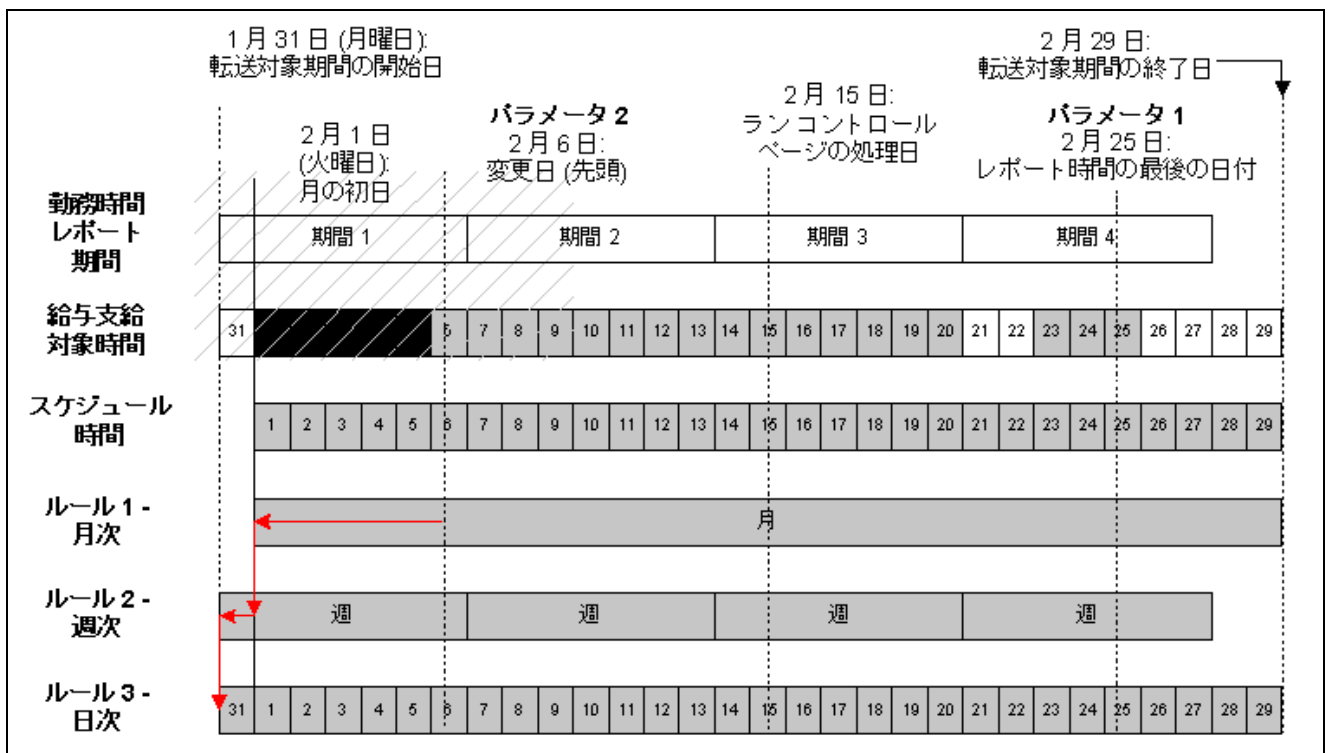 1 月 31 日 (月曜日):
転送対象期間の開始日
2 月 29 日:
転送対象期間の終了日
2 月 1 日
(火曜日):
月の初日
パラメータ 2
2 月 6 日:
変更日 (先頭)
2 月 15 日:
ラン コントロール
ページの処理日
パラメータ 1
2 月 25 日:
レポート時間の最後の日付
勤務時間
レポート
期間
期間 1 期間 2 期間 3 期間 4
給与支給
対象時間
31 6 7 8 9 10 11 12 13 14 15 16 17 18 19 20 21 22 23 24 25 26 27 28 29
スケジュール
時間
1 2 3 4 5 6 7 8 9 10 11 12 13 14 15 16 17 18 19 20 21 22 23 24 25 26 27 28 29
ルール 1 -
月次
月
ルール 2 -
週次
週 週 週 週
ルール 3 -
日次
31 1 2 3 4 5 6 7 8 9 10 11 12 13 14 15 16 17 18 19 20 21 22 23 24 25 26 27 28 29